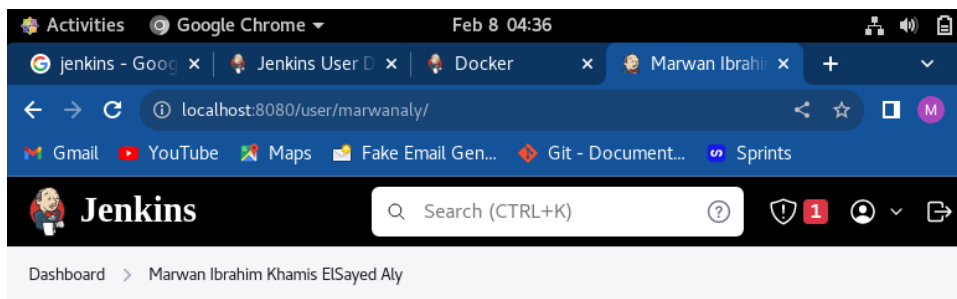 Activities Google Chrome Feb 8 04:36
jenkins - Goog Jenkins User D Docker Marwan Ibrahi
localhost:8080/user/marwanaly/ M
Gmail YouTube Maps Fake Email Gen... Git - Document... Sprints
Jenkins Search (CTRL+K) ? 1
Dashboard > Marwan Ibrahim Khamis ElSayed Aly